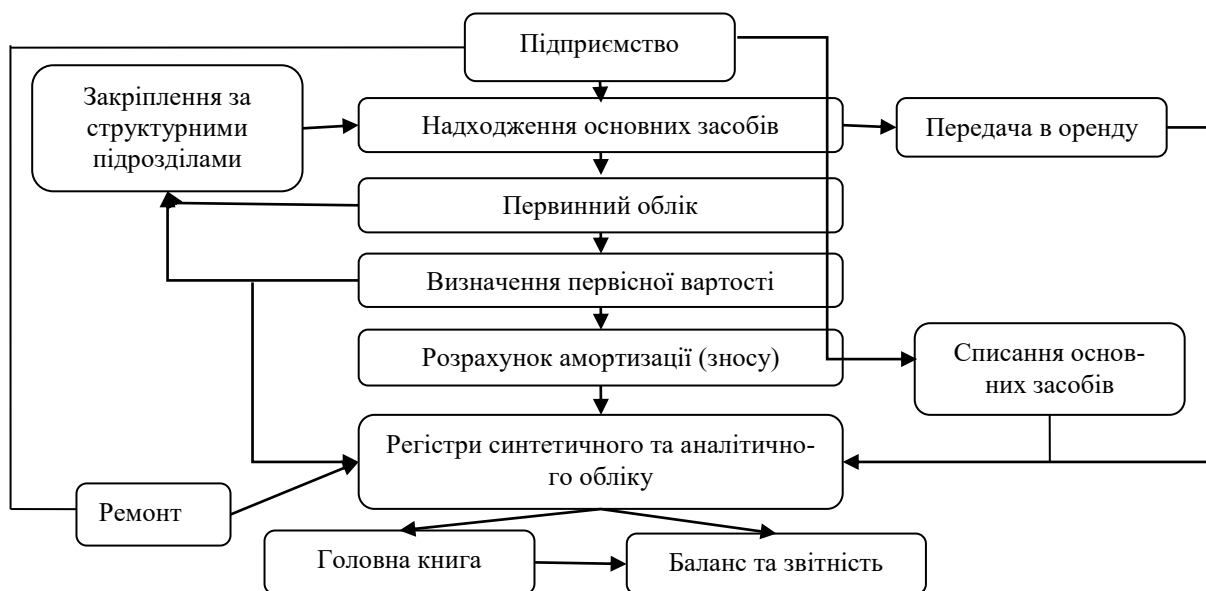 Підприємство
Закріплення за
структурними
підрозділами
Надходження основних засобів
Передача в оренду
Первинний облік
Визначення первісної вартості
Розрахунок амортизації (зносу)
Списання основ-
них засобів
Регістри синтетичного та аналітично-
го обліку
Ремонт
Головна книга
Баланс та звітність